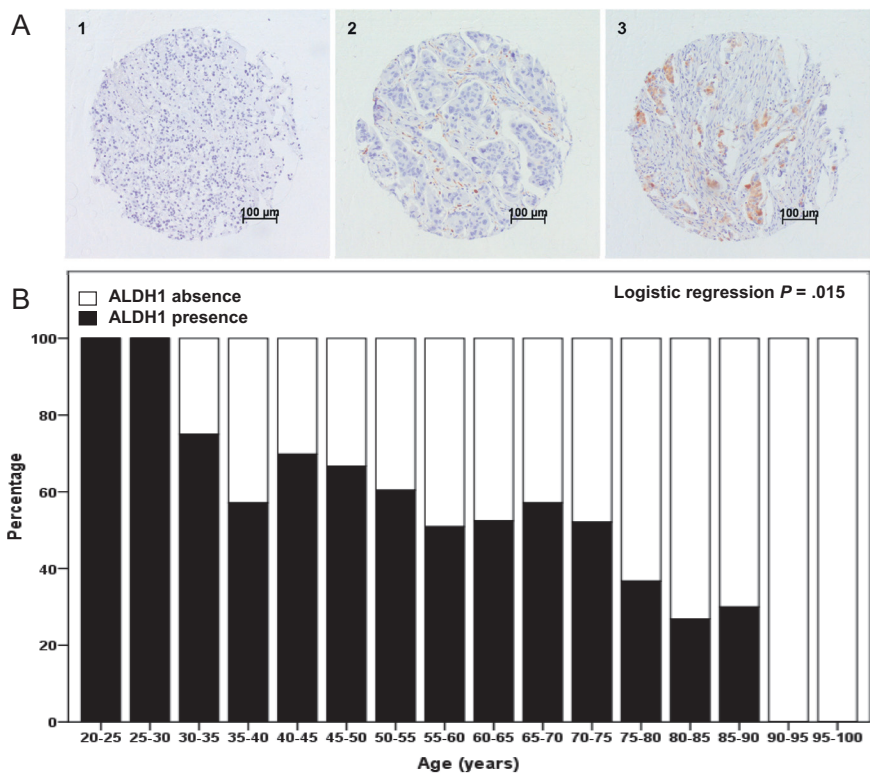 A
1
2
3
100 µm
100 µm
100 µm
B
ALDH1 absence
ALDH1 presence
Logistic regression P = .015
100
80
60
40
20
0
Percentage
20-25 25-30 30-35 35-40 40-45 45-50 50-55 55-60 60-65 65-70 70-75 75-80 80-85 85-90 90-95 95-100
Age (years)